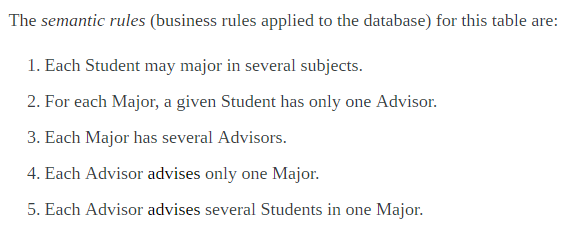 The semantic rules (business rules applied to the database) for this table are:
1. Each Student may major in several subjects.
2. For each Major, a given Student has only one Advisor.
3. Each Major has several Advisors.
4. Each Advisor advises only one Major.
5. Each Advisor advises several Students in one Major.